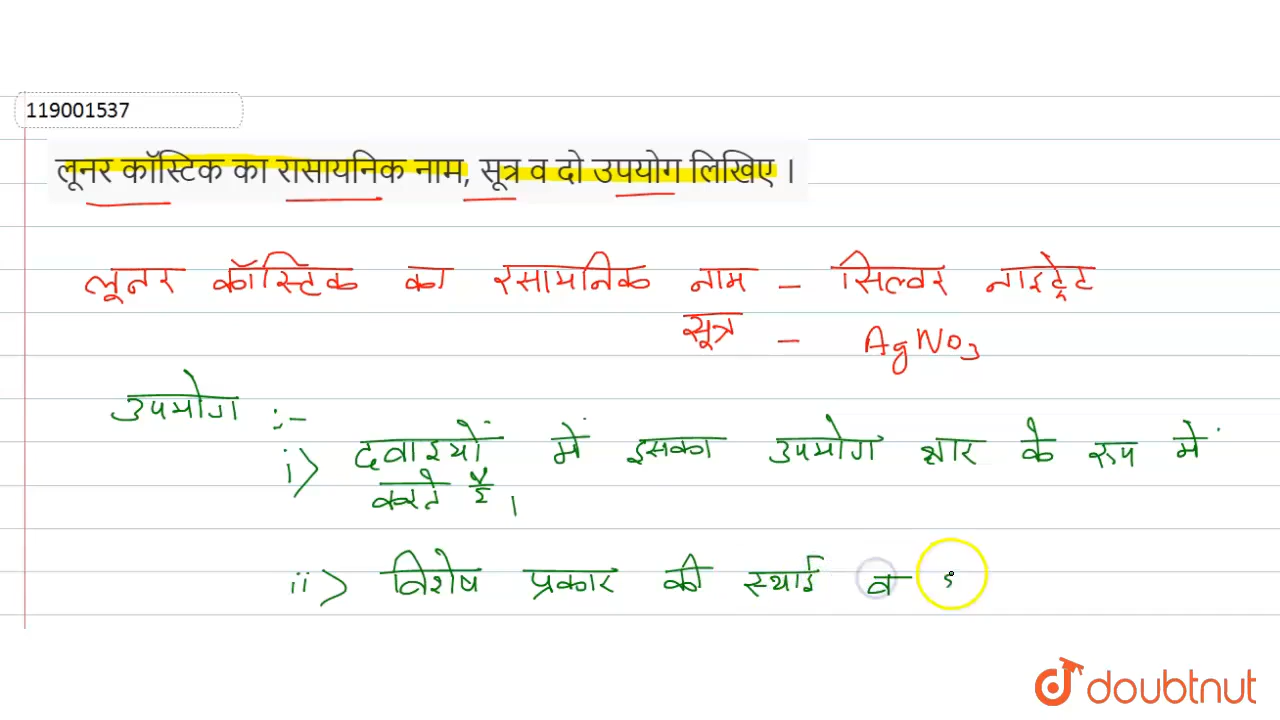 119001537
लूनर कॉस्टिक का रासायनिक नाम, सूत्र व दो उपयोग लिखिए ।
लूनर कॉस्टिक का रसायनिक नाम - सिल्वर नाइट्रेट
सूत्र - AgNO3
उपयोग :-
i) दवाइयों में इसका उपयोग क्षार के रूप में
करते हैं ।
ii) विशेष प्रकार की स्थाई व
doubtnut